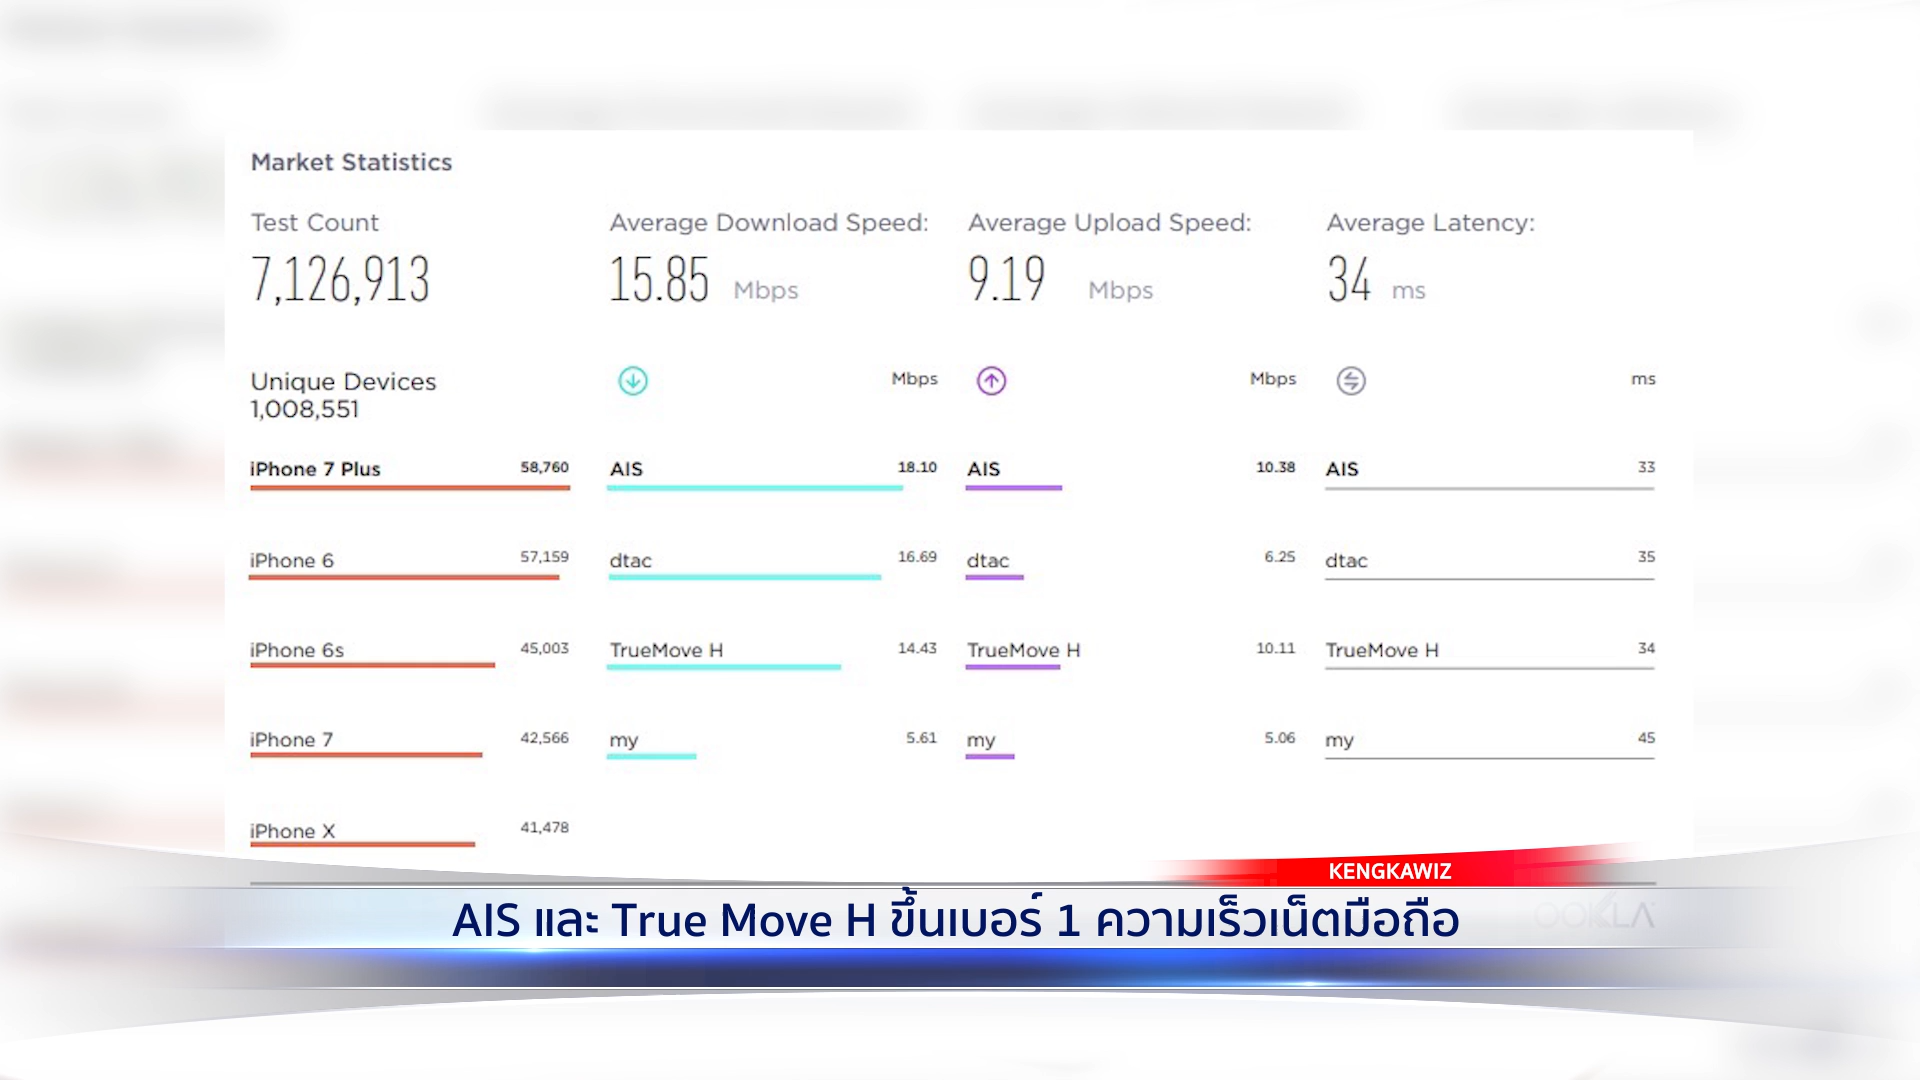 Market Statistics
Test Count
7,126,913
Average Download Speed:
15.85 Mbps
Average Upload Speed:
9.19 Mbps
Average Latency:
34 ms
Unique Devices
1,008,551
Mbps
Mbps
ms
iPhone 7 Plus 58,760 AIS 18.10 AIS 10.38 AIS 33
iPhone 6 57,159 dtac 16.69 dtac 6.25 dtac 35
iPhone 6s 45,003 TrueMove H 14.43 TrueMove H 10.11 TrueMove H 34
iPhone 7 42,566 my 5.61 my 5.06 my 45
iPhone X 41,478
KENGKAWIZ
AIS และ True Move H ขึ้นเบอร์ 1 ความเร็วเน็ตมือถือ
OOKLA